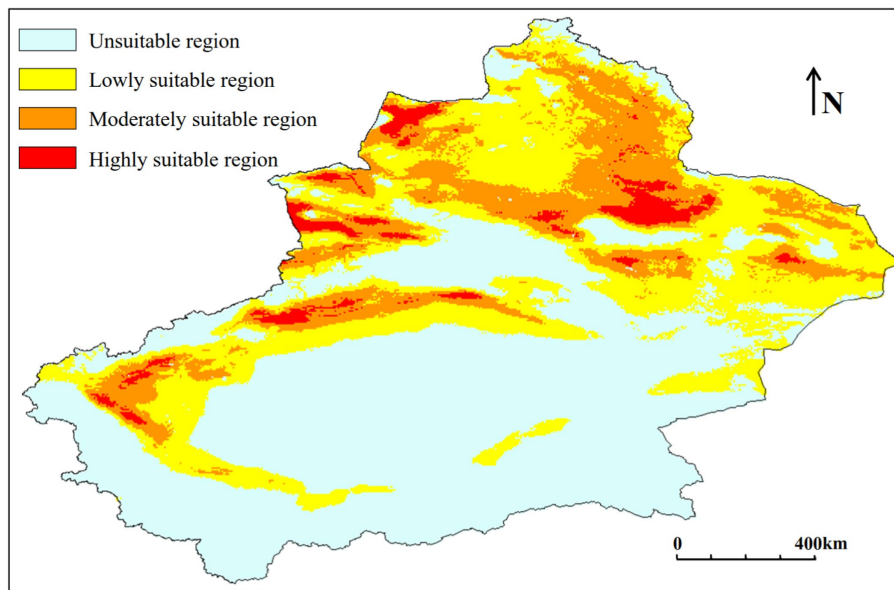 Unsuitable region
Lowly suitable region
Moderately suitable region
Highly suitable region
N
0 400km